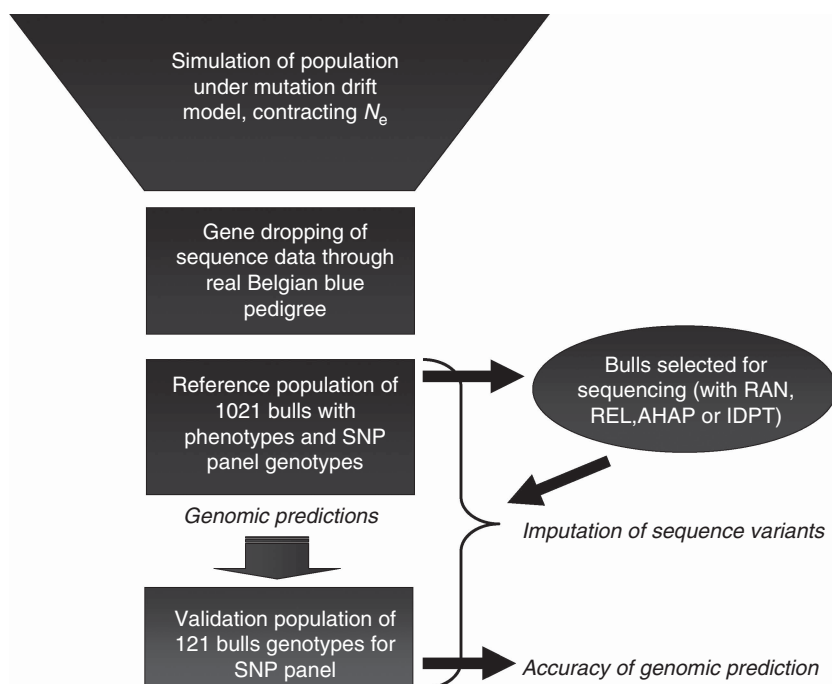 Simulation of population
under mutation drift
model, contracting Ne
Gene dropping of
sequence data through
real Belgian blue
pedigree
Reference population of
1021 bulls with
phenotypes and SNP
panel genotypes
Bulls selected for
sequencing (with RAN,
REL,AHAP or IDPT)
Genomic predictions
Imputation of sequence variants
Validation population of
121 bulls genotypes for
SNP panel
Accuracy of genomic prediction